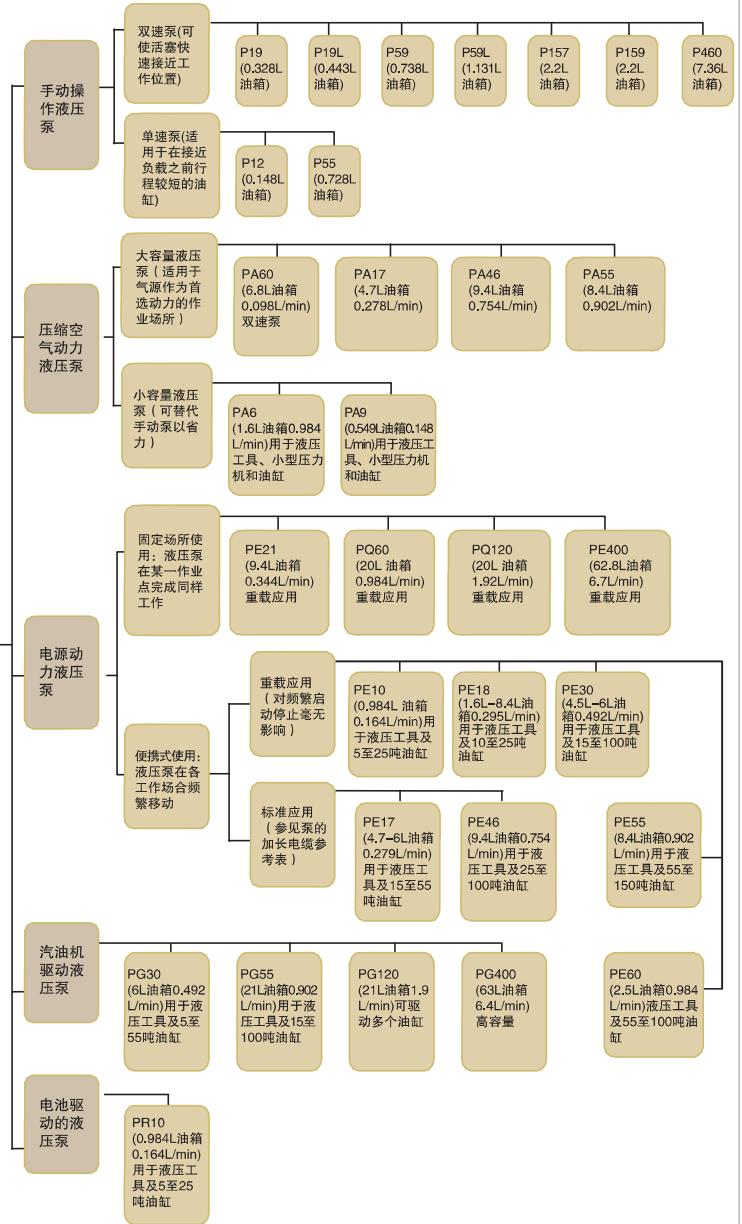 手动操
作液压
泵
双速泵(可
使活塞快
速接近工
作位置)
P19
(0.328L
油箱)
P19L
(0.443L
油箱)
P59
(0.738L
油箱)
P59L
(1.131L
油箱)
P157
(2.2L
油箱)
P159
(2.2L
油箱)
P460
(7.36L
油箱)
单速泵(适
用于在接近
负载之前行
程较短的油
缸)
P12
(0.148L
油箱)
P55
(0.728L
油箱)
压缩空
气动力
液压泵
大容量液压
泵（适用于
气源作为首
选动力的作
业场所）
PA60
(6.8L油箱
0.098L/min)
双速泵
PA17
(4.7L油箱
0.278L/min)
PA46
(9.4L油箱
0.754L/min)
PA55
(8.4L油箱
0.902L/min)
小容量液压
泵（可替代
手动泵以省
力）
PA6
(1.6L油箱0.984
L/min)用于液压
工具、小型压力
机和油缸
PA9
(0.549L油箱0.148
L/min)用于液压工
具、小型压力机
和油缸
电源动
力液压
泵
固定场所使
用；液压泵
在某一作业
点完成同样
工作
PE21
(9.4L油箱
0.344L/min)
重载应用
PQ60
(20L 油箱
0.984L/min)
重载应用
PQ120
(20L 油箱
1.92L/min)
重载应用
PE400
(62.8L油箱
6.7L/min)
重载应用
便携式使用；
液压泵在各
工作场合频
繁移动
重载应用
（对频繁启
动停止毫无
影响）
PE10
(0.984L 油箱
0.164L/min)用
于液压工具及
5至25吨油缸
PE18
(1.6L-8.4L油
箱0.295L/min)
用于液压工具
及10至25吨
油缸
PE30
(4.5L-6L油
箱0.492L/min)
用于液压工具
及15至100吨
油缸
标准应用
（参见泵的
加长电缆参
考表）
PE17
(4.7-6L油箱
0.279L/min)
用于液压工
具及15至55
吨油缸
PE46
(9.4L油箱0.754
L/min)用于液
压工具及25至
100吨油缸
PE55
(8.4L油箱0.902
L/min)用于液
压工具及55至
150吨油缸
PE60
(2.5L油箱0.984
L/min)液压工具
及55至100吨油
缸
汽油机
驱动液
压泵
PG30
(6L油箱0.492
L/min)用于液
压工具及5至
55吨油缸
PG55
(21L油箱0.902
L/min)用于液
压工具及15至
100吨油缸
PG120
(21L油箱1.9
L/min)可驱
动多个油缸
PG400
(63L油箱
6.4L/min)
高容量
电池驱
动的液
压泵
PR10
(0.984L油箱
0.164L/min)
用于液压工
具及5至25
吨油缸